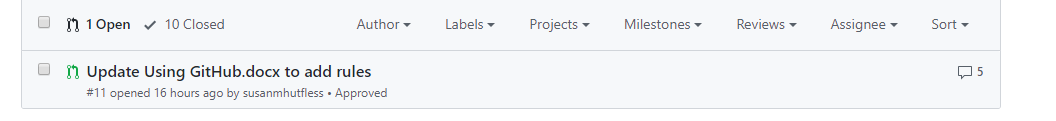 1 Open 10 Closed Author Labels Projects Milestones Reviews Assignee Sort
Update Using GitHub.docx to add rules 5
#11 opened 16 hours ago by susanmhutfless • Approved